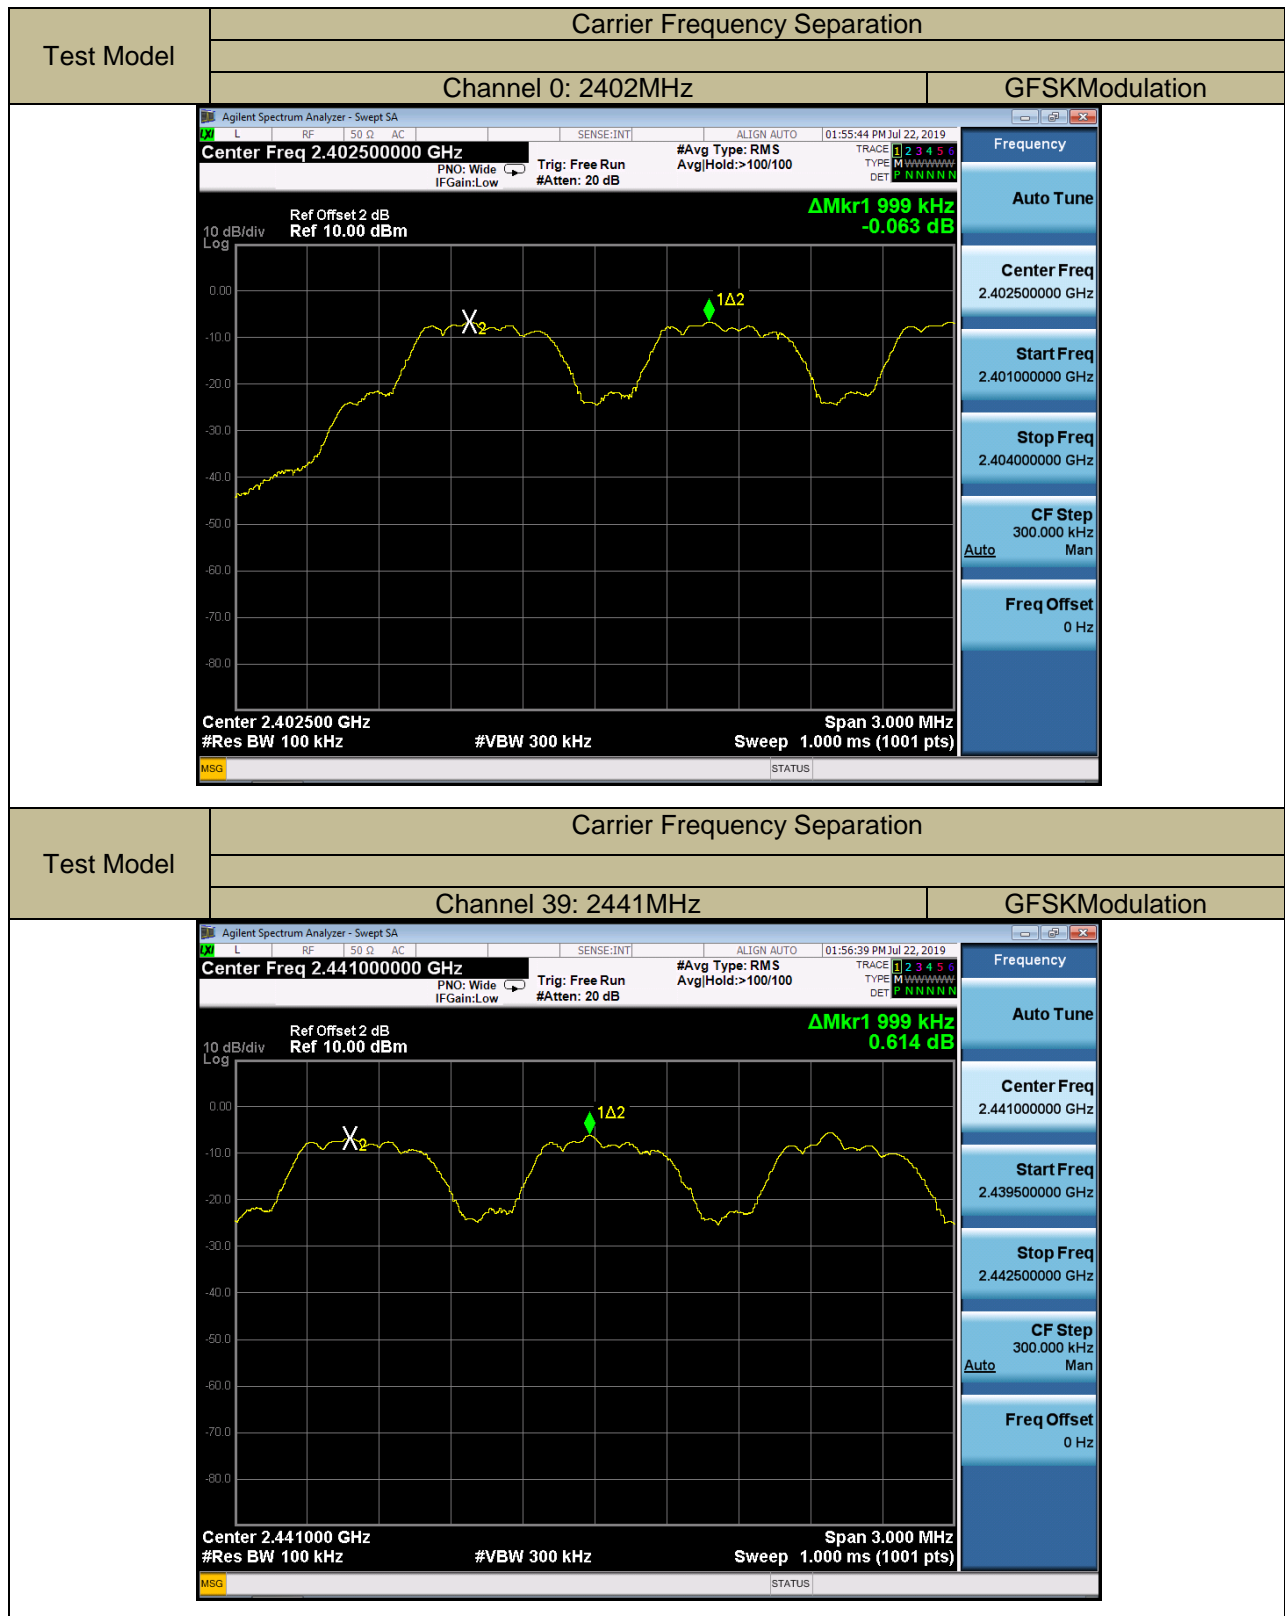 Test Model
Carrier Frequency Separation
Channel 0: 2402MHz
GFSKModulation
Agilent Spectrum Analyzer - Swept SA
LXI L RF 50 Ω AC SENSE:INT ALIGN AUTO 01:55:44 PM Jul 22, 2019
Center Freq 2.402500000 GHz
PNO: Wide
IFGain:Low
Trig: Free Run
#Atten: 20 dB
#Avg Type: RMS
Avg|Hold:>100/100
TRACE 1 2 3 4 5 6
TYPE M WWWWW
DET P N N N N N
Frequency
Auto Tune
Center Freq
2.402500000 GHz
Start Freq
2.401000000 GHz
Stop Freq
2.404000000 GHz
CF Step
300.000 kHz
Auto Man
Freq Offset
0 Hz
ΔMkr1 999 kHz
-0.063 dB
Ref Offset 2 dB
10 dB/div Ref 10.00 dBm
Log
0.00
-10.0
-20.0
-30.0
-40.0
-50.0
-60.0
-70.0
-80.0
X2
1Δ2
Center 2.402500 GHz Span 3.000 MHz
#Res BW 100 kHz #VBW 300 kHz Sweep 1.000 ms (1001 pts)
MSG STATUS
Test Model
Carrier Frequency Separation
Channel 39: 2441MHz
GFSKModulation
Agilent Spectrum Analyzer - Swept SA
LXI L RF 50 Ω AC SENSE:INT ALIGN AUTO 01:56:39 PM Jul 22, 2019
Center Freq 2.441000000 GHz
PNO: Wide
IFGain:Low
Trig: Free Run
#Atten: 20 dB
#Avg Type: RMS
Avg|Hold:>100/100
TRACE 1 2 3 4 5 6
TYPE M WWWWW
DET P N N N N N
Frequency
Auto Tune
Center Freq
2.441000000 GHz
Start Freq
2.439500000 GHz
Stop Freq
2.442500000 GHz
CF Step
300.000 kHz
Auto Man
Freq Offset
0 Hz
ΔMkr1 999 kHz
0.614 dB
Ref Offset 2 dB
10 dB/div Ref 10.00 dBm
Log
0.00
-10.0
-20.0
-30.0
-40.0
-50.0
-60.0
-70.0
-80.0
X2
1Δ2
Center 2.441000 GHz Span 3.000 MHz
#Res BW 100 kHz #VBW 300 kHz Sweep 1.000 ms (1001 pts)
MSG STATUS